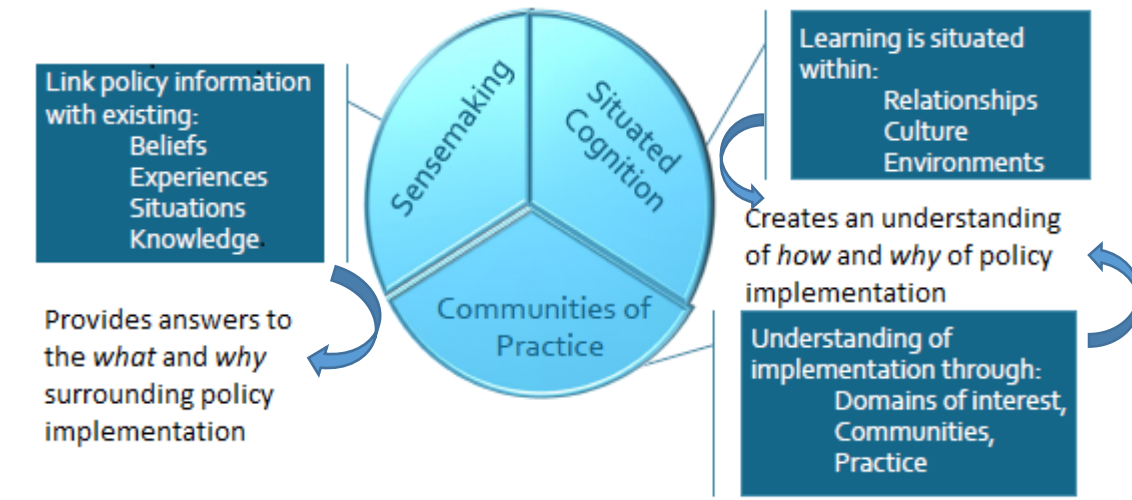 Link policy information
with existing:
Beliefs
Experiences
Situations
Knowledge.
Provides answers to
the what and why
surrounding policy
implementation
Sensemaking
Situated
Cognition
Communities of
Practice
Learning is situated
within:
Relationships
Culture
Environments
Creates an understanding
of how and why of policy
implementation
Understanding of
implementation through:
Domains of interest,
Communities,
Practice